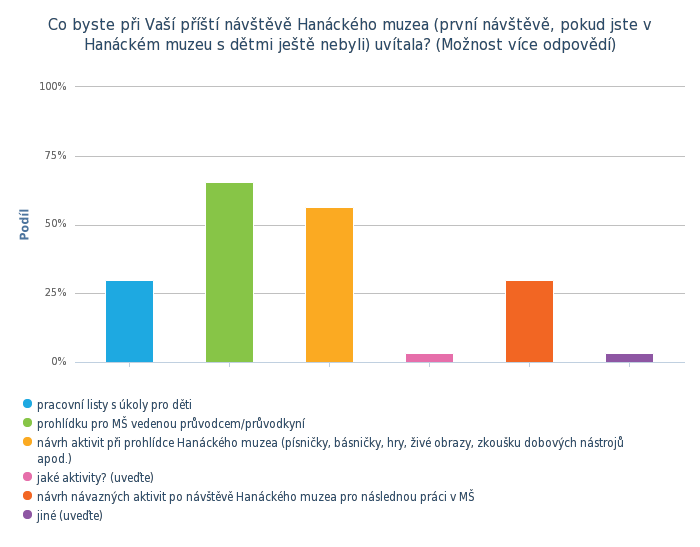 Co byste při Vaší příští návštěvě Hanáckého muzea (první návštěvě, pokud jste v
Hanáckém muzeu s dětmi ještě nebyli) uvítala? (Možnost více odpovědí)
100%
75%
50%
25%
0%
Podíl
pracovní listy s úkoly pro děti
prohlídku pro MŠ vedenou průvodcem/průvodkyní
návrh aktivit při prohlídce Hanáckého muzea (písničky, básničky, hry, živé obrazy, zkoušku dobových nástrojů
apod.)
jaké aktivity? (uveďte)
návrh návazných aktivit po návštěvě Hanáckého muzea pro následnou práci v MŠ
jiné (uveďte)